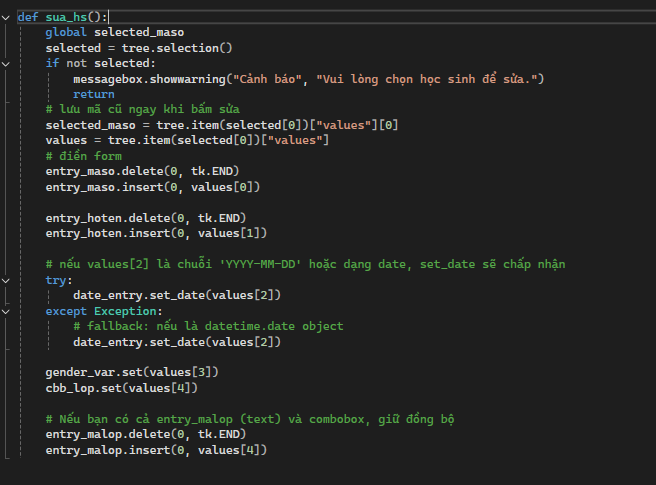 def sua_hs():
    global selected_maso
    selected = tree.selection()
    if not selected:
        messagebox.showwarning("Cảnh báo", "Vui lòng chọn học sinh để sửa.")
        return
    # lưu mã cũ ngay khi bấm sửa
    selected_maso = tree.item(selected[0])["values"][0]
    values = tree.item(selected[0])["values"]
    # điền form
    entry_maso.delete(0, tk.END)
    entry_maso.insert(0, values[0])

    entry_hoten.delete(0, tk.END)
    entry_hoten.insert(0, values[1])

    # nếu values[2] là chuỗi 'YYYY-MM-DD' hoặc dạng date, set_date sẽ chấp nhận
    try:
        date_entry.set_date(values[2])
    except Exception:
        # fallback: nếu là datetime.date object
        date_entry.set_date(values[2])

    gender_var.set(values[3])
    cbb_lop.set(values[4])

    # Nếu bạn có cả entry_malop (text) và combobox, giữ đồng bộ
    entry_malop.delete(0, tk.END)
    entry_malop.insert(0, values[4])